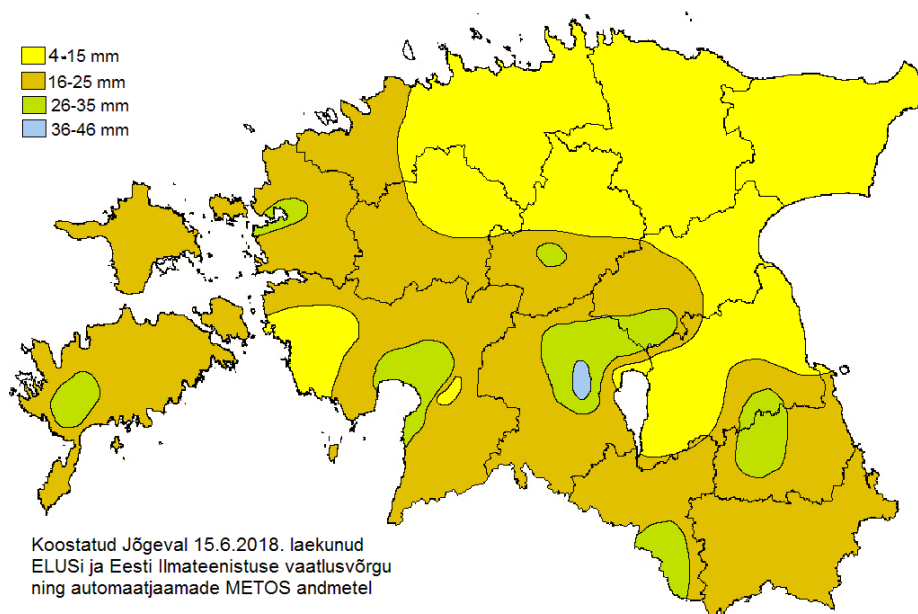 4-15 mm
16-25 mm
26-35 mm
36-46 mm
Koostatud Jõgeval 15.6.2018. laekunud
ELUSi ja Eesti Ilmateenistuse vaatlusvõrgu
ning automaatjaamade METOS andmetel